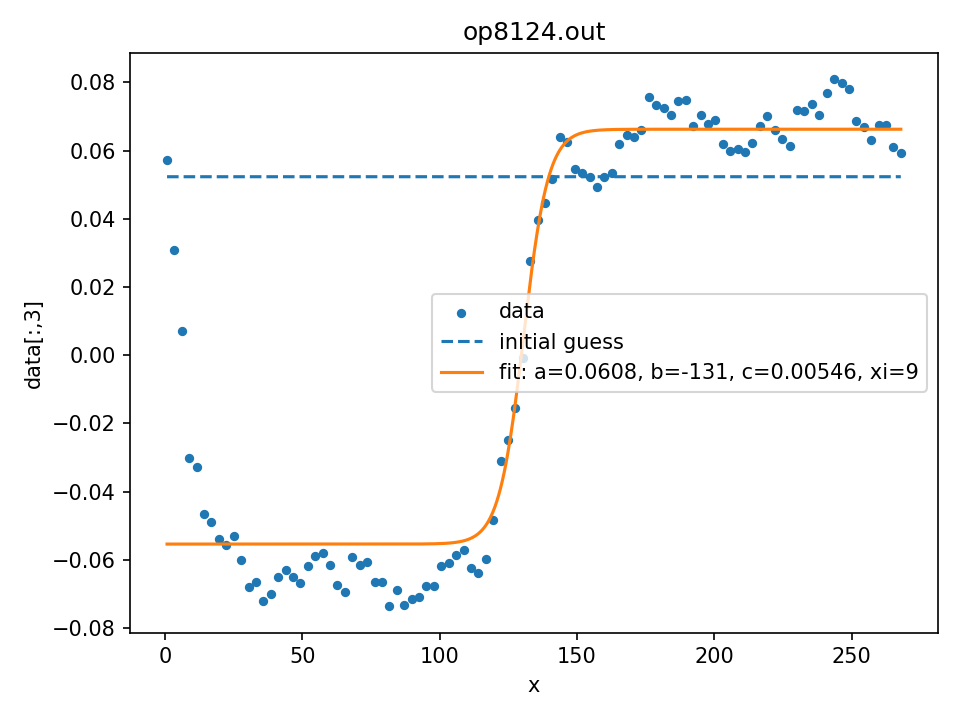 op8124.out
0.08
0.06
0.04
0.02
0.00
−0.02
−0.04
−0.06
−0.08
data[:,3]
data
initial guess
fit: a=0.0608, b=-131, c=0.00546, xi=9
0 50 100 150 200 250
x